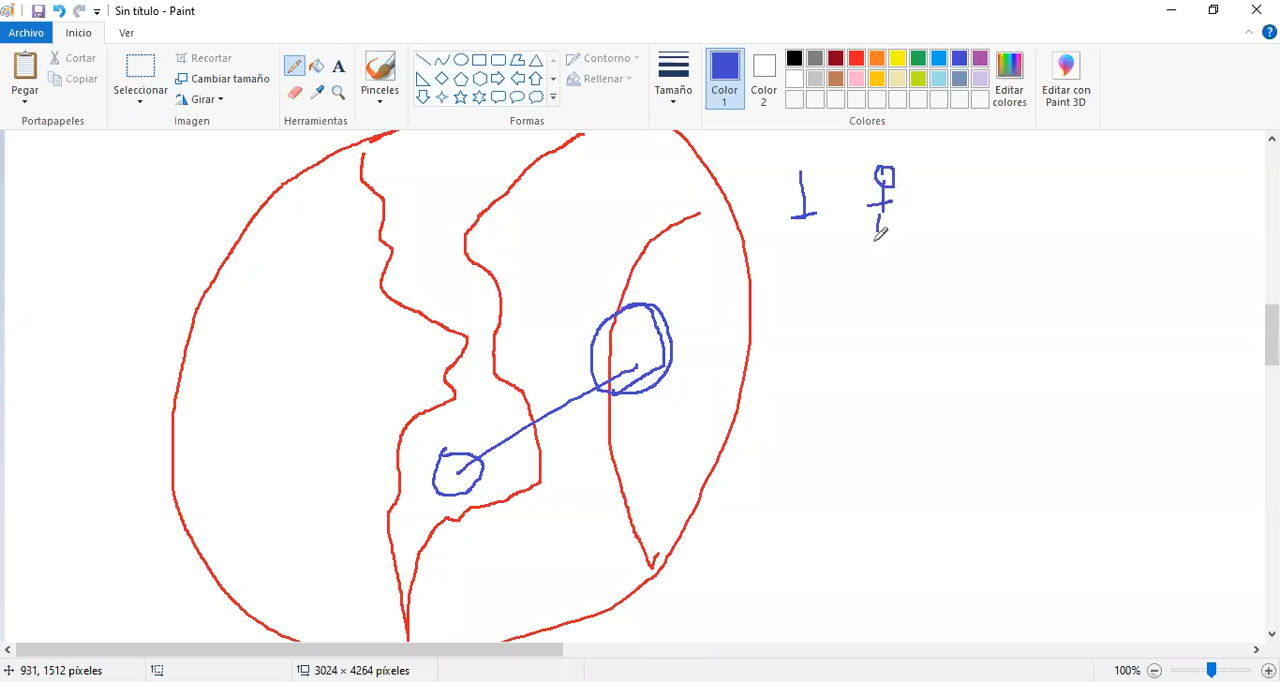 Sin título - Paint
Archivo Inicio Ver
Pegar
Cortar
Copiar
Portapapeles
Seleccionar
Recortar
Cambiar tamaño
Girar
Imagen
A
Herramientas
Pinceles
Contorno
Rellenar
Formas
Tamaño
Color 1
Color 2
Editar colores
Colores
Editar con Paint 3D
1
931, 1512 píxeles
3024 × 4264 píxeles
100%